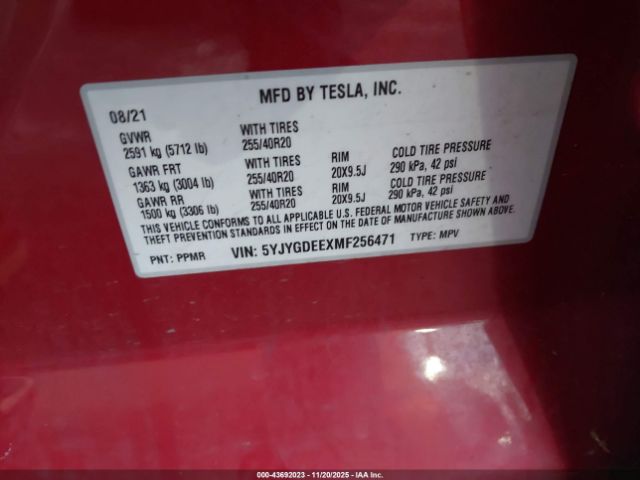 MFD BY TESLA, INC.
08/21
GVWR WITH TIRES
2591 kg (5712 lb) 255/40R20
GAWR FRT WITH TIRES RIM COLD TIRE PRESSURE
1363 kg (3004 lb) 255/40R20 20X9.5J 290 kPa, 42 psi
GAWR RR WITH TIRES RIM COLD TIRE PRESSURE
1500 kg (3306 lb) 255/40R20 20X9.5J 290 kPa, 42 psi
THIS VEHICLE CONFORMS TO ALL APPLICABLE U.S. FEDERAL MOTOR VEHICLE SAFETY AND
THEFT PREVENTION STANDARDS IN EFFECT ON THE DATE OF MANUFACTURE SHOWN ABOVE.
PNT: PPMR VIN: 5YJYGDEEXMF256471 TYPE: MPV
000-43692023 - 11/20/2025 - IAA Corp.